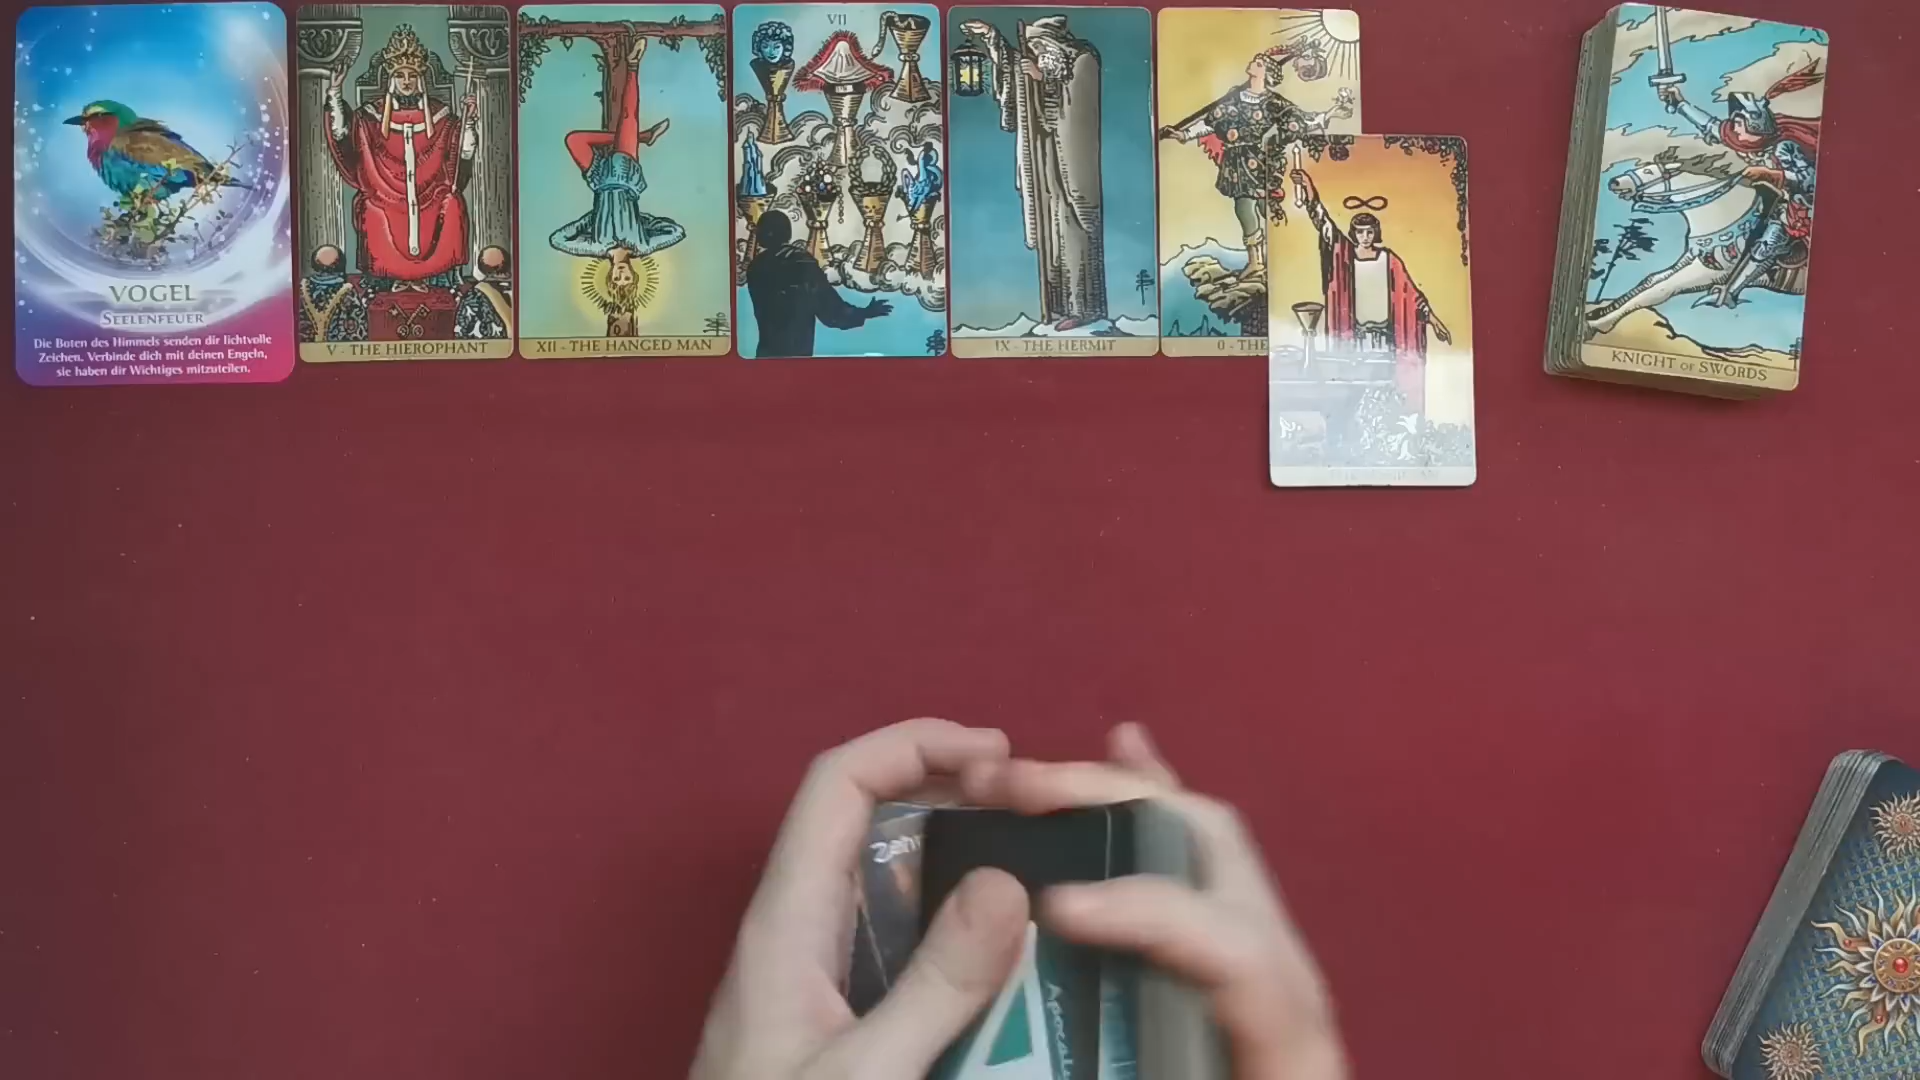 VOGEL
SEELENFEUER
Die Boten des Himmels senden dir lichtvolle
Zeichen. Verbinde dich mit deinen Engeln,
sie haben dir Wichtiges mitzuteilen.
V - THE HIEROPHANT
XII - THE HANGED MAN
VII
IX - THE HERMIT
0 - THE
KNIGHT OF SWORDS